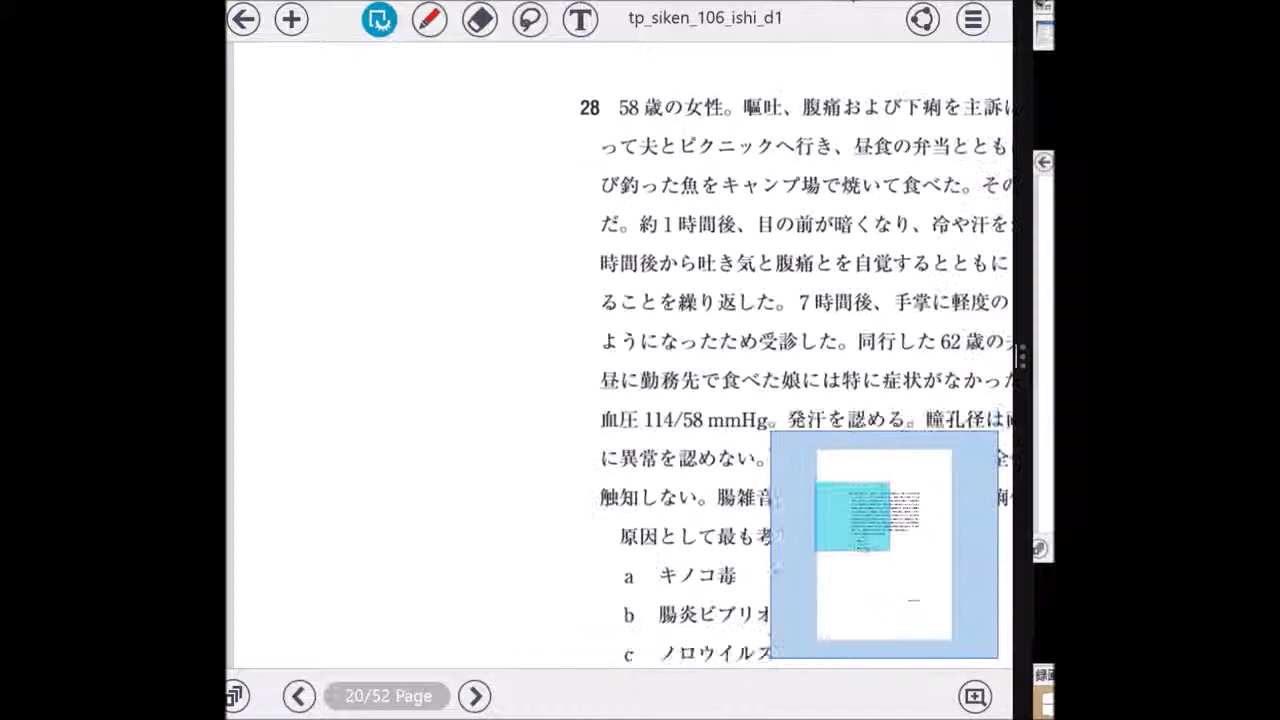 tp_siken_106_ishi_d1
28 58歳の女性。嘔吐、腹痛および下痢を主訴に
って夫とピクニックへ行き、昼食の弁当ととも
び釣った魚をキャンプ場で焼いて食べた。その
だ。約1時間後、目の前が暗くなり、冷や汗を
時間後から吐き気と腹痛とを自覚するとともに
ることを繰り返した。7時間後、手掌に軽度の
ようになったため受診した。同行した62歳の
昼に勤務先で食べた娘には特に症状がなかった
血圧114/58 mmHg。発汗を認める。瞳孔径は
に異常を認めない。
触知しない。腸雑音
原因として最も考
a キノコ毒
b 腸炎ビブリオ
c ノロウイルス
20/52 Page